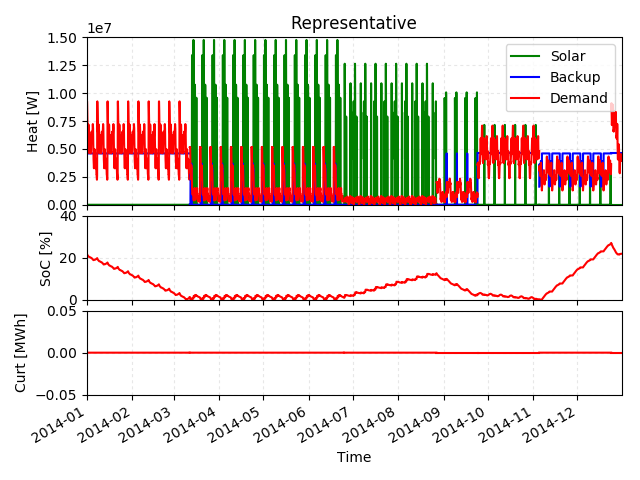 Representative
1e7
1.50
1.25
1.00
0.75
0.50
0.25
0.00
Heat [W]
Solar
Backup
Demand
40
20
0
SoC [%]
0.05
0.00
−0.05
Curt [MWh]
2014-01
2014-02
2014-03
2014-04
2014-05
2014-06
2014-07
2014-08
2014-09
2014-10
2014-11
2014-12
Time